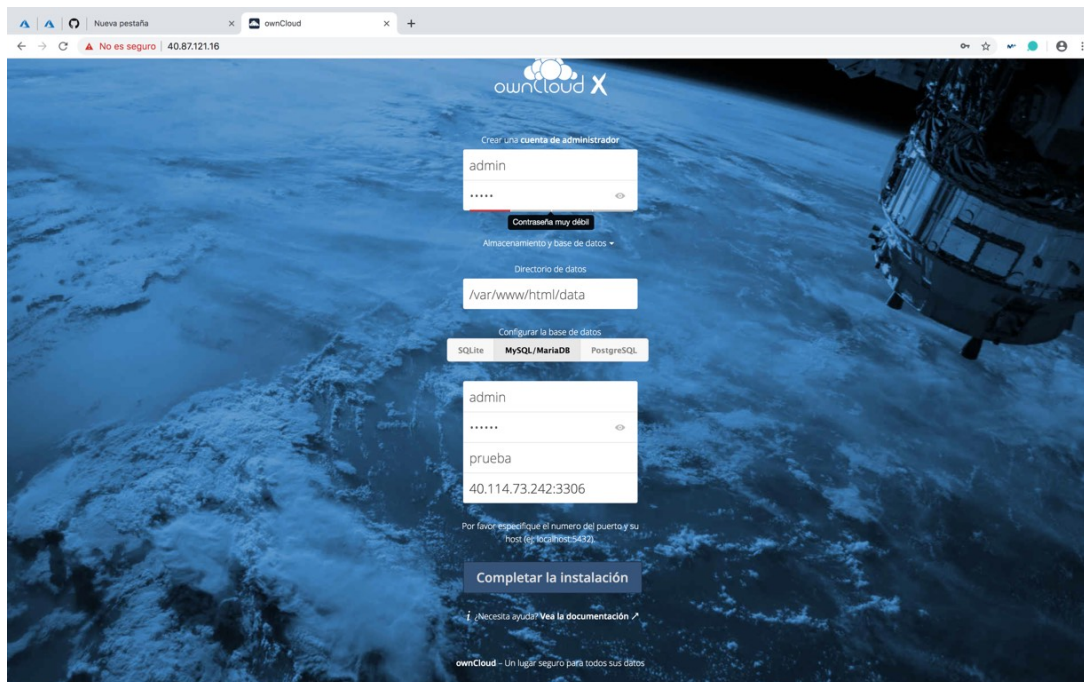 Nueva pestaña
ownCloud
No es seguro 40.87.121.16
ownCloud X
Crear una cuenta de administrador
admin
•••••
Contraseña muy débil
Almacenamiento y base de datos
Directorio de datos
/var/www/html/data
Configurar la base de datos
SQLite MySQL/MariaDB PostgreSQL
admin
••••••
prueba
40.114.73.242:3306
Por favor especifique el numero del puerto y su
host (ej: localhost:5432).
Completar la instalación
i ¿Necesita ayuda? Vea la documentación ↗
ownCloud – Un lugar seguro para todos sus datos